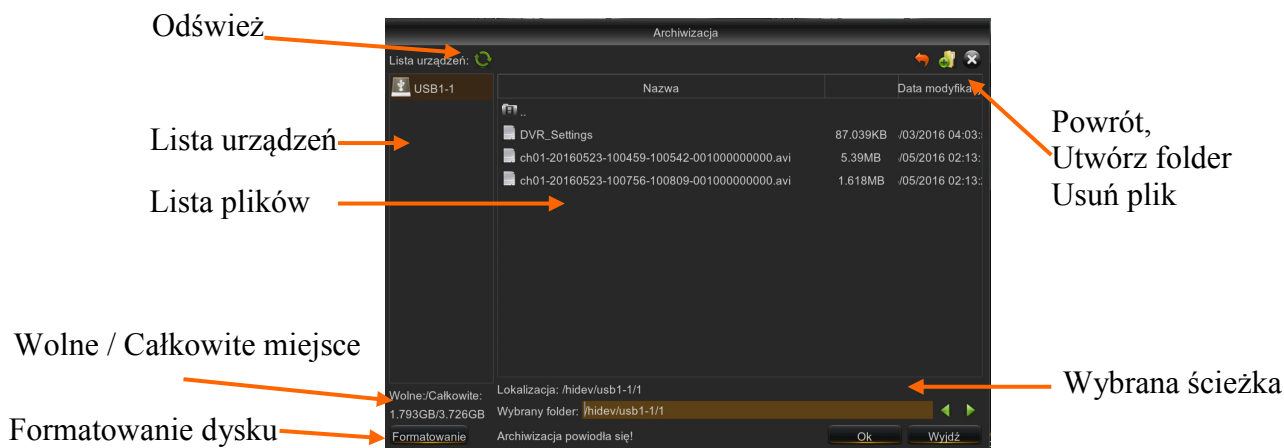 Odśwież
Archiwizacja
Lista urządzeń:
USB1-1
Nazwa
Data modyfikacji
..
DVR_Settings 87.039KB /03/2016 04:03:
ch01-20160523-100459-100542-001000000000.avi 5.39MB /05/2016 02:13:
ch01-20160523-100756-100809-001000000000.avi 1.618MB /05/2016 02:13:
Lista urządzeń
Lista plików
Powrót,
Utwórz folder
Usuń plik
Wolne / Całkowite miejsce
Wolne:/Całkowite:
1.793GB/3.726GB
Lokalizacja: /hidev/usb1-1/1
Wybrany folder: /hidev/usb1-1/1
Wybrana ścieżka
Formatowanie dysku
Formatowanie
Archiwizacja powiodła się!
Ok
Wyjdź